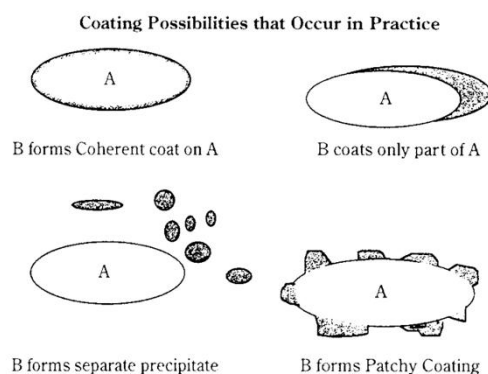 Coating Possibilities that Occur in Practice
A
A
B forms Coherent coat on A
B coats only part of A
A
A
B forms separate precipitate
B forms Patchy Coating